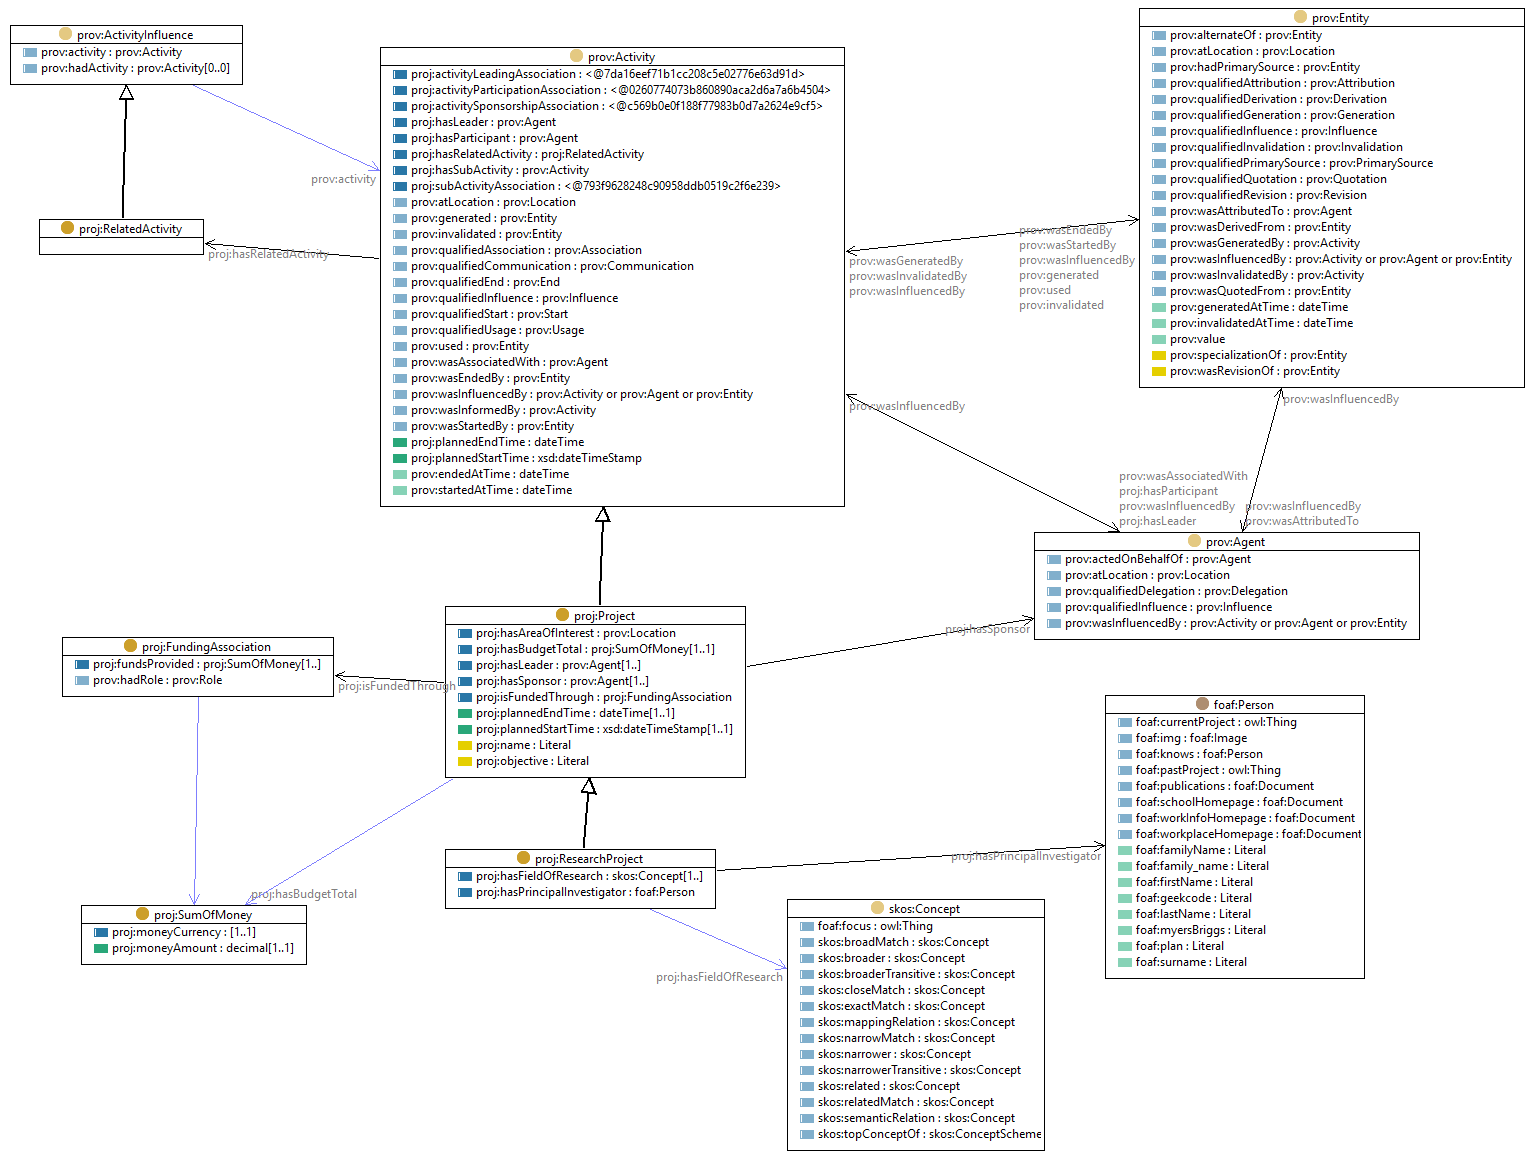 prov:ActivityInfluence
prov:activity : prov:Activity
prov:hadActivity : prov:Activity[0..0]
prov:activity
proj:RelatedActivity
proj:hasRelatedActivity
prov:Activity
proj:activityLeadingAssociation : <@7da16eef71b1cc208c5e02776e63d91d>
proj:activityParticipationAssociation : <@0260774073b860890aca2d6a7a6b4504>
proj:activitySponsorshipAssociation : <@c569b0e0f188f77983b0d7a2624e9cf5>
proj:hasLeader : prov:Agent
proj:hasParticipant : prov:Agent
proj:hasRelatedActivity : proj:RelatedActivity
proj:hasSubActivity : prov:Activity
proj:subActivityAssociation : <@793f9628248c90958ddb0519c2f6e239>
prov:atLocation : prov:Location
prov:generated : prov:Entity
prov:invalidated : prov:Entity
prov:qualifiedAssociation : prov:Association
prov:qualifiedCommunication : prov:Communication
prov:qualifiedEnd : prov:End
prov:qualifiedInfluence : prov:Influence
prov:qualifiedStart : prov:Start
prov:qualifiedUsage : prov:Usage
prov:used : prov:Entity
prov:wasAssociatedWith : prov:Agent
prov:wasEndedBy : prov:Entity
prov:wasInfluencedBy : prov:Activity or prov:Agent or prov:Entity
prov:wasInformedBy : prov:Activity
prov:wasStartedBy : prov:Entity
proj:plannedEndTime : dateTime
proj:plannedStartTime : xsd:dateTimeStamp
prov:endedAtTime : dateTime
prov:startedAtTime : dateTime
prov:wasGeneratedBy
prov:wasInvalidatedBy
prov:wasInfluencedBy
prov:wasEndedBy
prov:wasStartedBy
prov:wasInfluencedBy
prov:generated
prov:used
prov:invalidated
prov:Entity
prov:alternateOf : prov:Entity
prov:atLocation : prov:Location
prov:hadPrimarySource : prov:Entity
prov:qualifiedAttribution : prov:Attribution
prov:qualifiedDerivation : prov:Derivation
prov:qualifiedGeneration : prov:Generation
prov:qualifiedInfluence : prov:Influence
prov:qualifiedInvalidation : prov:Invalidation
prov:qualifiedPrimarySource : prov:PrimarySource
prov:qualifiedQuotation : prov:Quotation
prov:qualifiedRevision : prov:Revision
prov:wasAttributedTo : prov:Agent
prov:wasDerivedFrom : prov:Entity
prov:wasGeneratedBy : prov:Activity
prov:wasInfluencedBy : prov:Activity or prov:Agent or prov:Entity
prov:wasInvalidatedBy : prov:Activity
prov:wasQuotedFrom : prov:Entity
prov:generatedAtTime : dateTime
prov:invalidatedAtTime : dateTime
prov:value
prov:specializationOf : prov:Entity
prov:wasRevisionOf : prov:Entity
prov:wasInfluencedBy
prov:wasInfluencedBy
prov:wasAssociatedWith
proj:hasParticipant
prov:wasInfluencedBy
proj:hasLeader
prov:wasInfluencedBy
prov:wasAttributedTo
prov:Agent
prov:actedOnBehalfOf : prov:Agent
prov:atLocation : prov:Location
prov:qualifiedDelegation : prov:Delegation
prov:qualifiedInfluence : prov:Influence
prov:wasInfluencedBy : prov:Activity or prov:Agent or prov:Entity
proj:hasSponsor
proj:Project
proj:hasAreaOfInterest : prov:Location
proj:hasBudgetTotal : proj:SumOfMoney[1..1]
proj:hasLeader : prov:Agent[1..]
proj:hasSponsor : prov:Agent[1..]
proj:isFundedThrough : proj:FundingAssociation
proj:plannedEndTime : dateTime[1..1]
proj:plannedStartTime : xsd:dateTimeStamp[1..1]
proj:name : Literal
proj:objective : Literal
proj:isFundedThrough
proj:FundingAssociation
proj:fundsProvided : proj:SumOfMoney[1..]
prov:hadRole : prov:Role
proj:hasBudgetTotal
proj:SumOfMoney
proj:moneyCurrency : [1..1]
proj:moneyAmount : decimal[1..1]
proj:ResearchProject
proj:hasFieldOfResearch : skos:Concept[1..]
proj:hasPrincipalInvestigator : foaf:Person
proj:hasPrincipalInvestigator
proj:hasFieldOfResearch
foaf:Person
foaf:currentProject : owl:Thing
foaf:img : foaf:Image
foaf:knows : foaf:Person
foaf:pastProject : owl:Thing
foaf:publications : foaf:Document
foaf:schoolHomepage : foaf:Document
foaf:workInfoHomepage : foaf:Document
foaf:workplaceHomepage : foaf:Document
foaf:familyName : Literal
foaf:family_name : Literal
foaf:firstName : Literal
foaf:geekcode : Literal
foaf:lastName : Literal
foaf:myersBriggs : Literal
foaf:plan : Literal
foaf:surname : Literal
skos:Concept
foaf:focus : owl:Thing
skos:broadMatch : skos:Concept
skos:broader : skos:Concept
skos:broaderTransitive : skos:Concept
skos:closeMatch : skos:Concept
skos:exactMatch : skos:Concept
skos:mappingRelation : skos:Concept
skos:narrowMatch : skos:Concept
skos:narrower : skos:Concept
skos:narrowerTransitive : skos:Concept
skos:related : skos:Concept
skos:relatedMatch : skos:Concept
skos:semanticRelation : skos:Concept
skos:topConceptOf : skos:ConceptScheme